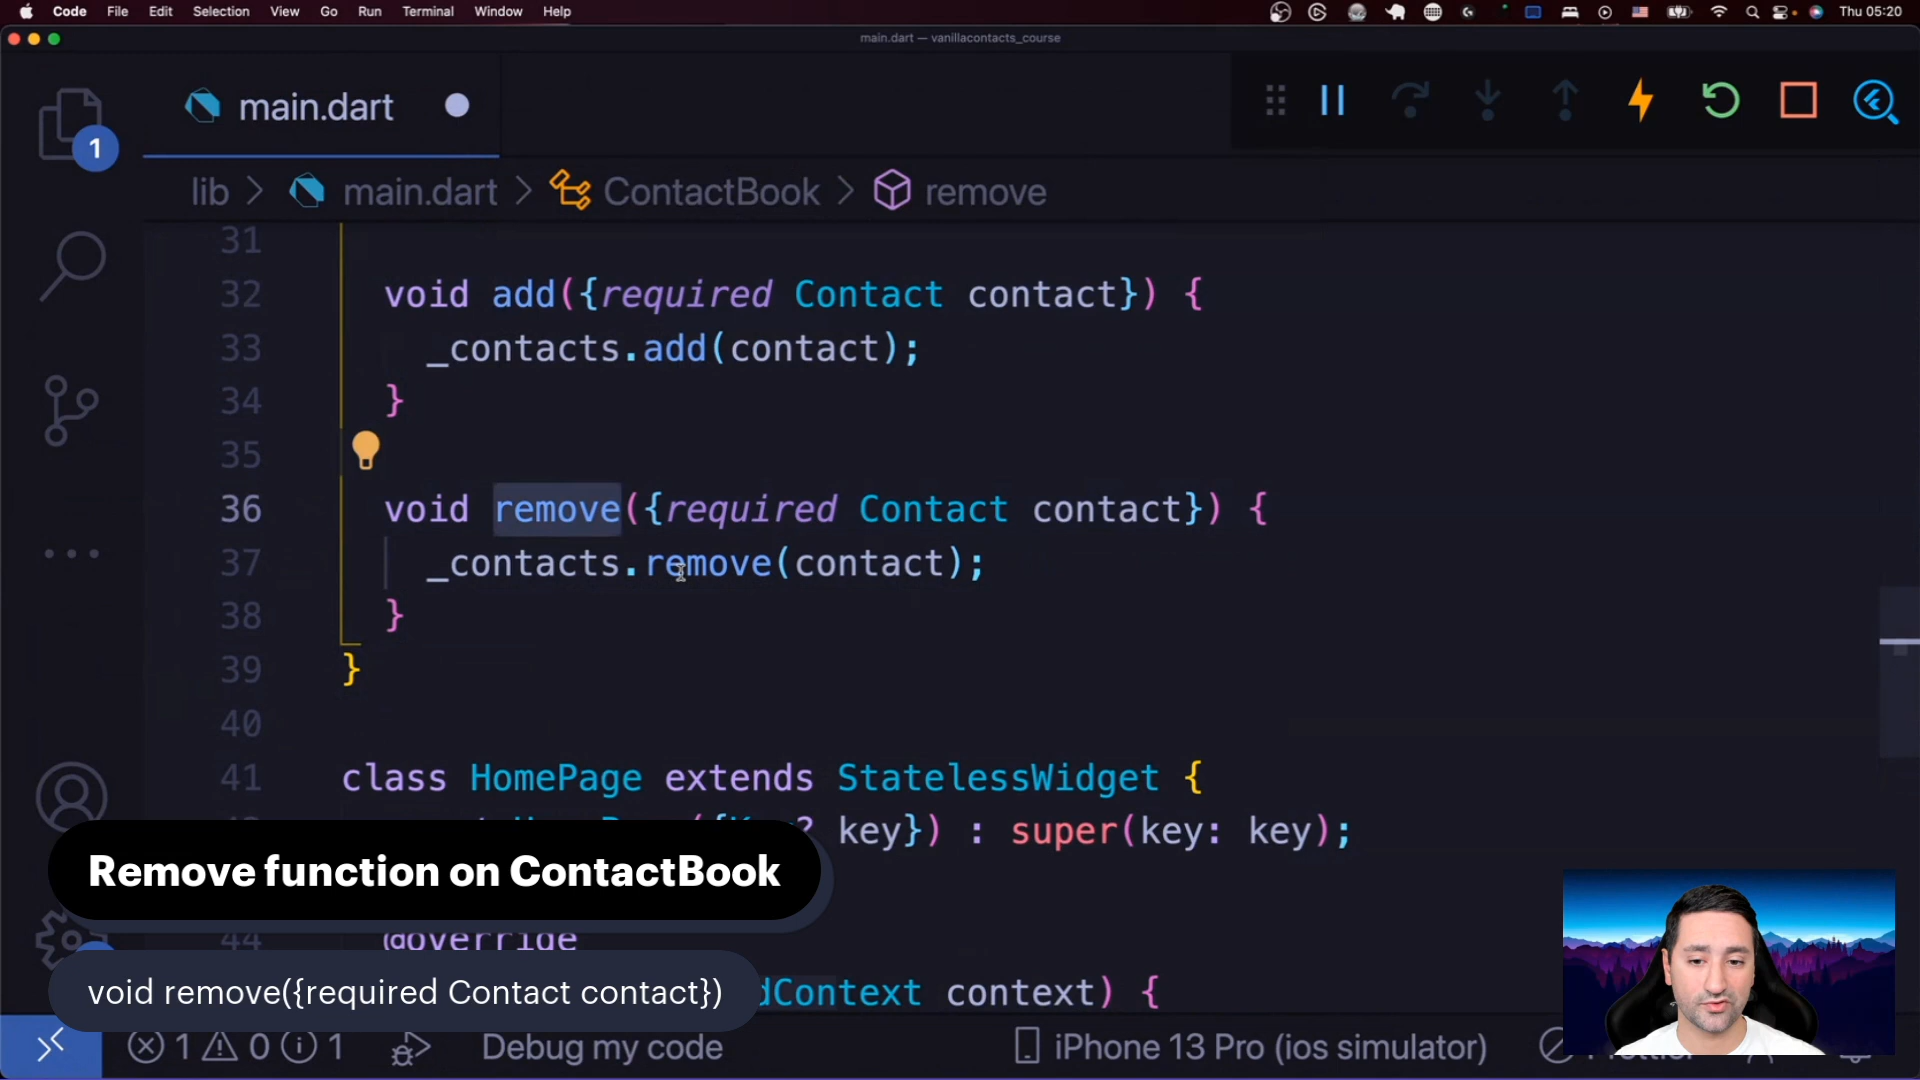 Code File Edit Selection View Go Run Terminal Window Help Thu 05:20
main.dart — vanillacontacts_course
main.dart
1
lib > main.dart > ContactBook > remove
31
32 void add({required Contact contact}) {
33 _contacts.add(contact);
34 }
35
36 void remove({required Contact contact}) {
37 _contacts.remove(contact);
38 }
39 }
40
41 class HomePage extends StatelessWidget {
? key}) : super(key: key);
Remove function on ContactBook
44 @override
void remove({required Contact contact})
dContext context) {
1 0 1 Debug my code iPhone 13 Pro (ios simulator)